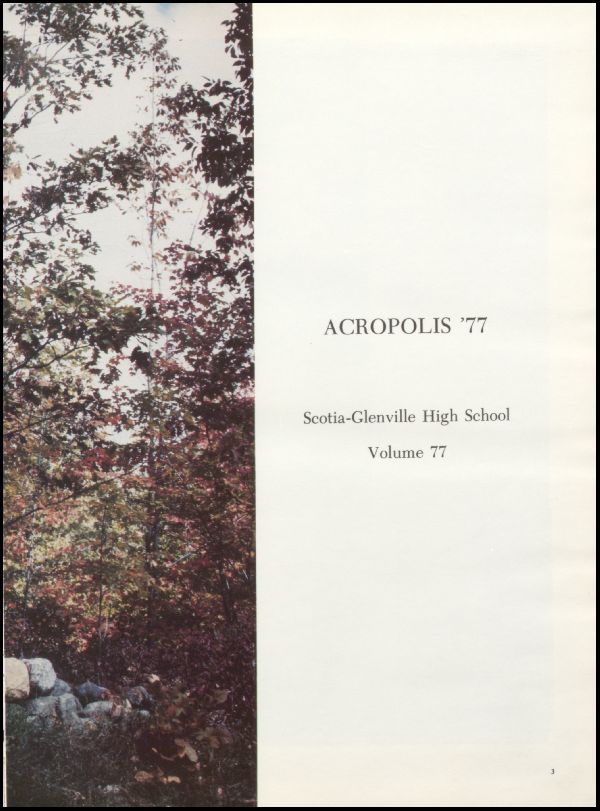 ACROPOLIS '77
Scotia-Glenville High School
Volume 77
3